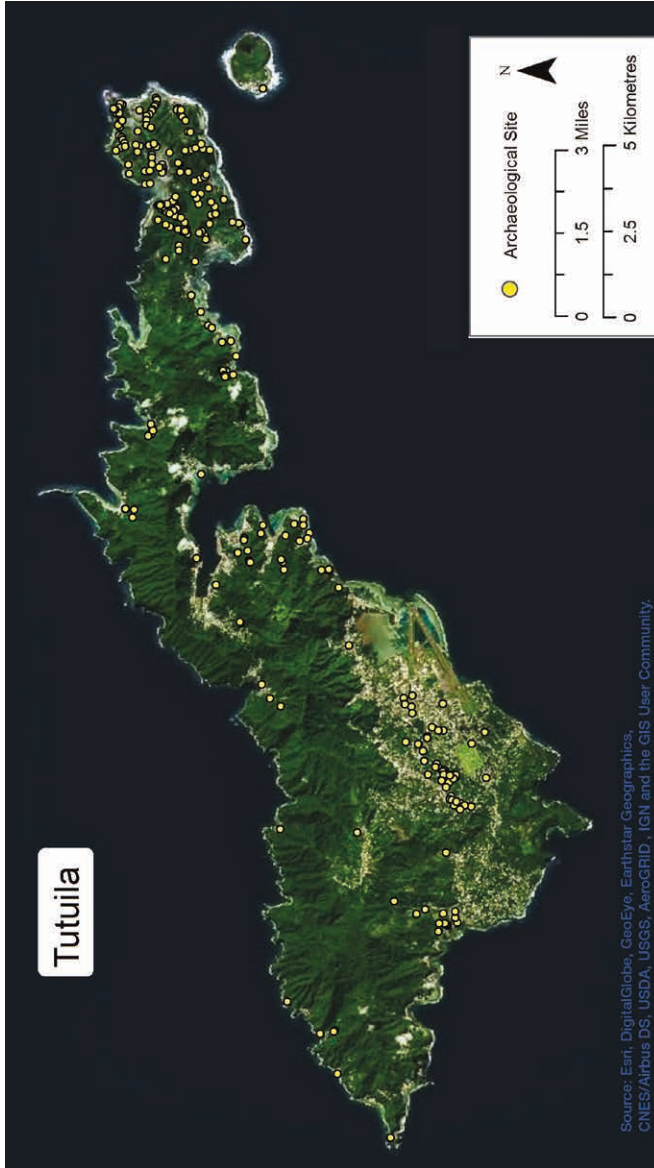 Tutuila
N
Archaeological Site
0 1.5 3 Miles
0 2.5 5 Kilometres
Source: Esri, DigitalGlobe, GeoEye, Earthstar Geographics,
CNES/Airbus DS, USDA, USGS, AeroGRID , IGN and the GIS User Community.